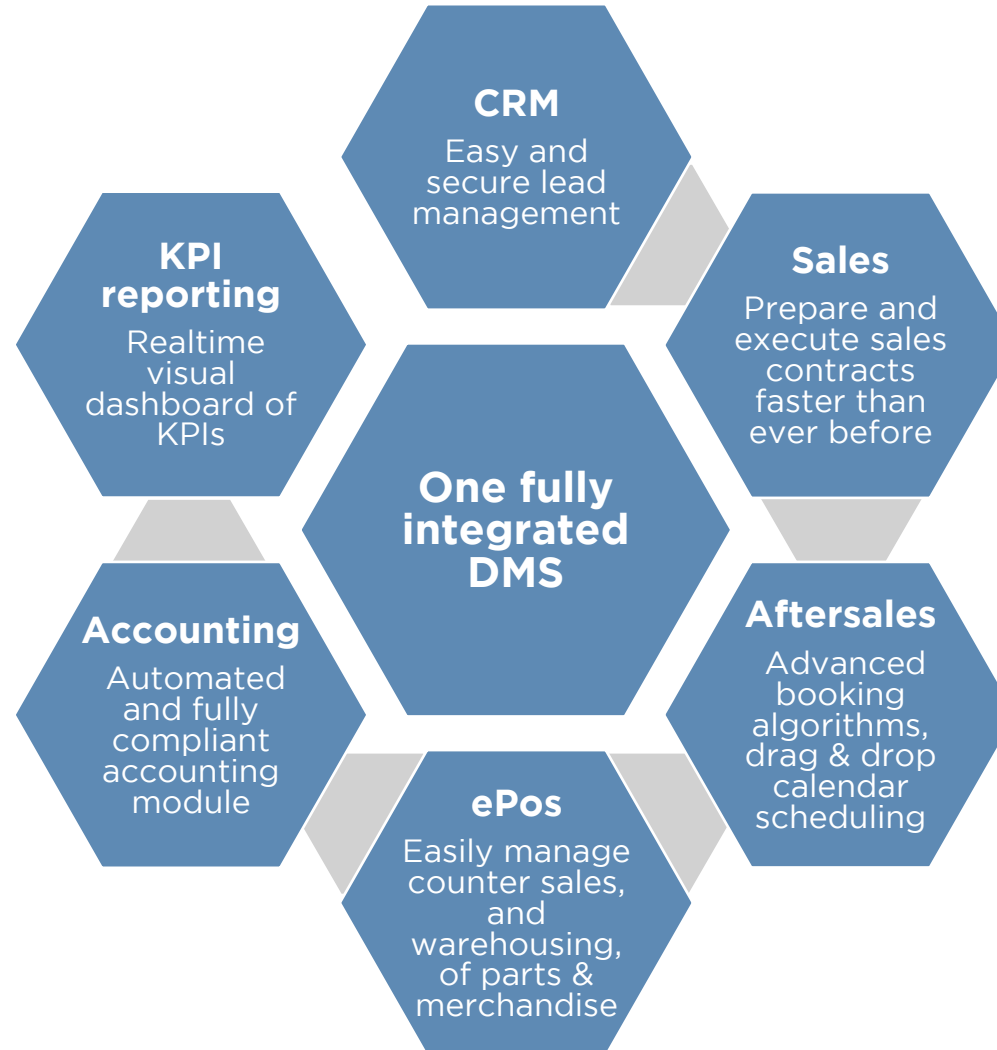 CRM
Easy and
secure lead
management
Sales
Prepare and
execute sales
contracts
faster than
ever before
Aftersales
Advanced
booking
algorithms,
drag & drop
calendar
scheduling
ePos
Easily manage
counter sales,
and
warehousing,
of parts &
merchandise
Accounting
Automated
and fully
compliant
accounting
module
KPI
reporting
Realtime
visual
dashboard of
KPIs
One fully
integrated
DMS